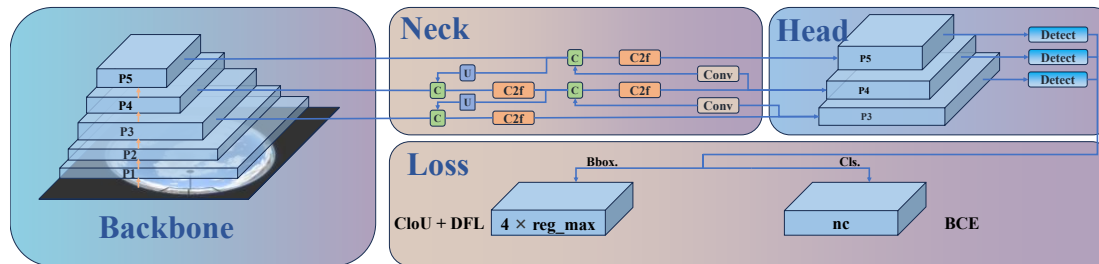 Backbone
P5
P4
P3
P2
P1
Neck
C
C2f
U
Conv
C
C2f
C
C2f
U
Conv
C
C2f
Head
P5
P4
P3
Detect
Detect
Detect
Loss
Bbox.
Cls.
CloU + DFL
4 × reg_max
nc
BCE